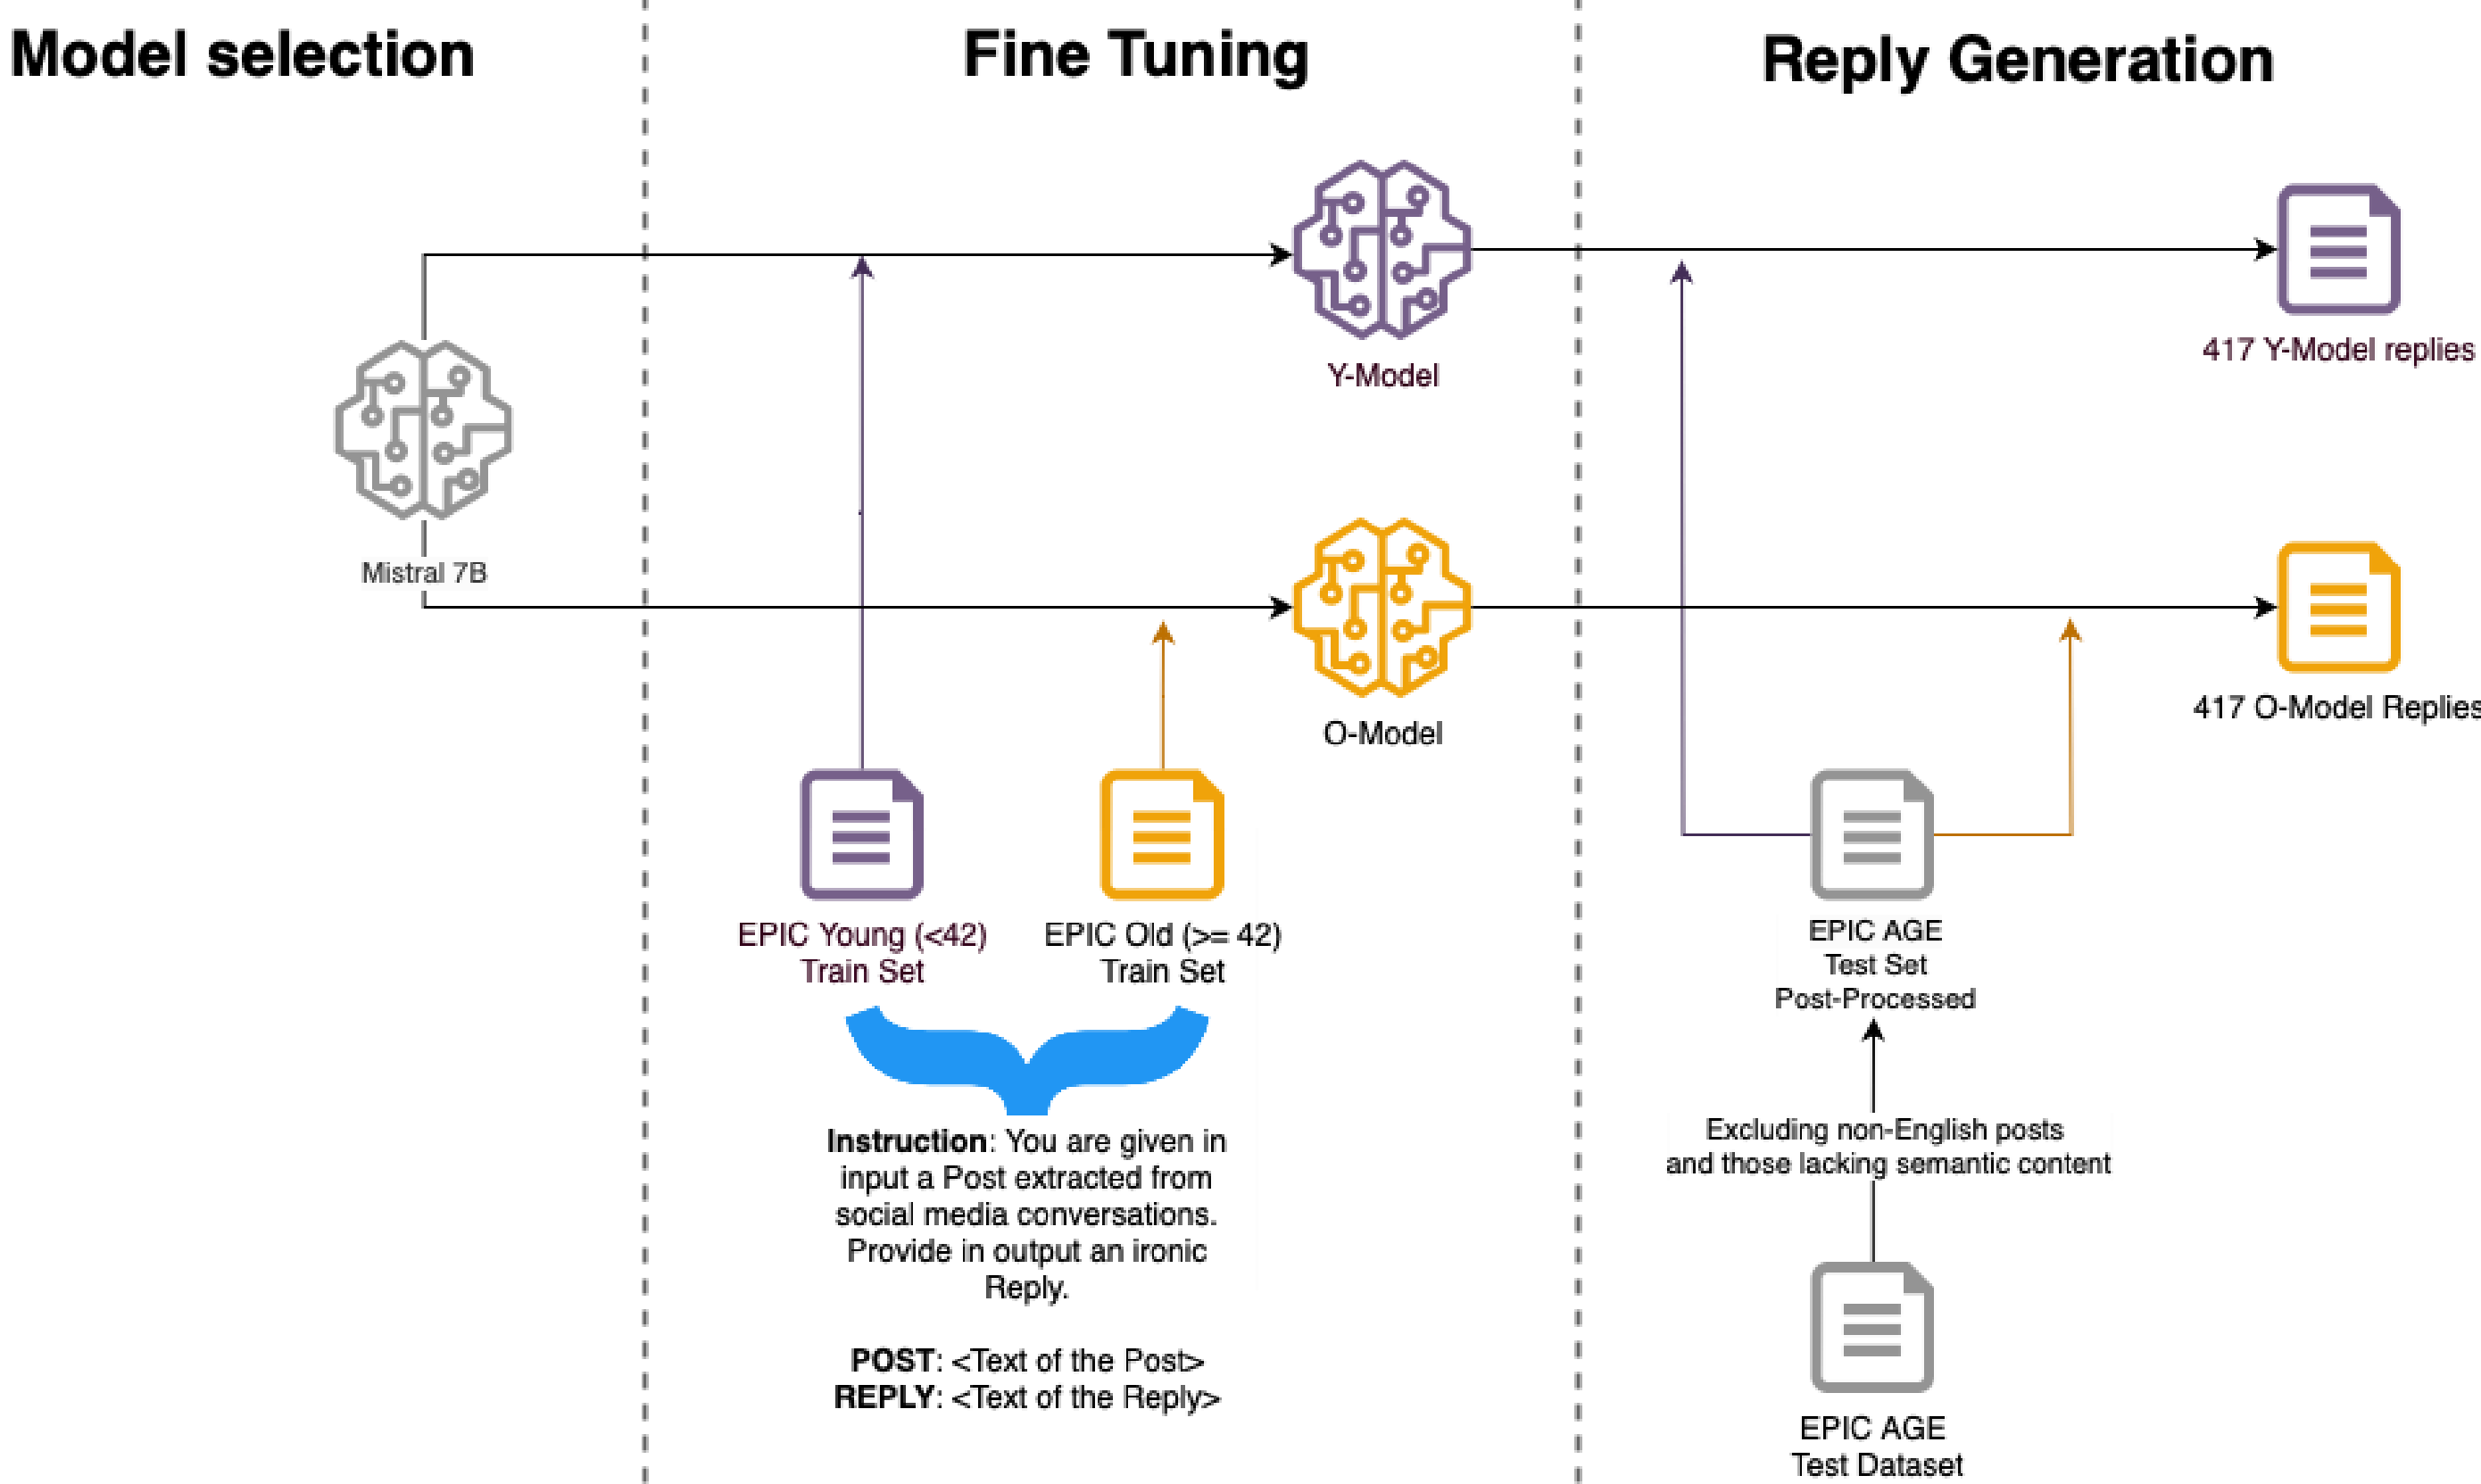 Model selection
Fine Tuning
Reply Generation
417 Y-Model replies
Y-Model
Mistral 7B
417 O-Model Replies
O-Model
EPIC Young (<42)
Train Set
EPIC Old (>= 42)
Train Set
EPIC AGE
Test Set
Post-Processed
Instruction: You are given in
input a Post extracted from
social media conversations.
Provide in output an ironic
Reply.
Excluding non-English posts
and those lacking semantic content
POST: <Text of the Post>
REPLY: <Text of the Reply>
EPIC AGE
Test Dataset